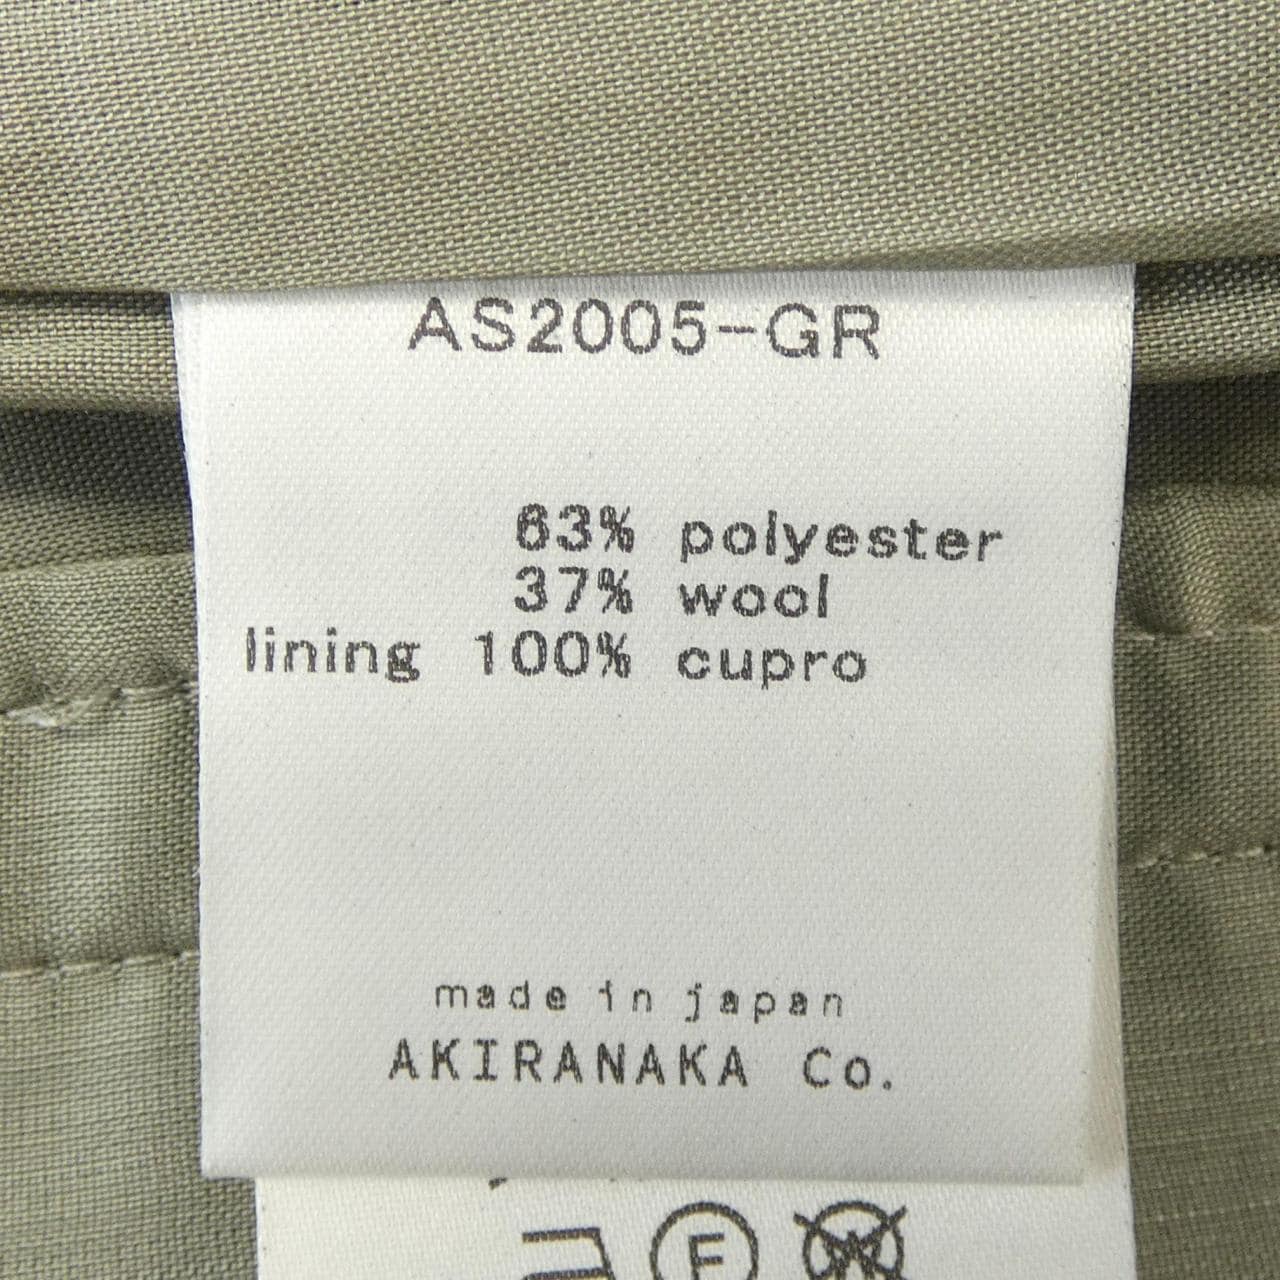 AS2005-GR
63% polyester
37% wool
lining 100% cupro
made in japan
AKIRANAKA Co.
F
W